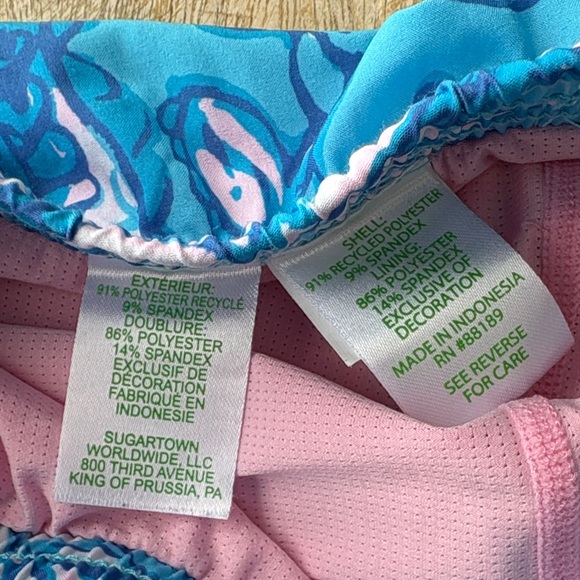 EXTÉRIEUR:
91% POLYESTER RECYCLÉ
9% SPANDEX
DOUBLURE:
86% POLYESTER
14% SPANDEX
EXCLUSIF DE
DÉCORATION
FABRIQUÉ EN
INDONESIE
SUGARTOWN
WORLDWIDE, LLC
800 THIRD AVENUE
KING OF PRUSSIA, PA
SHELL:
91% RECYCLED POLYESTER
9% SPANDEX
LINING:
86% POLYESTER
14% SPANDEX
EXCLUSIVE OF
DECORATION
MADE IN INDONESIA
RN #88189
SEE REVERSE
FOR CARE